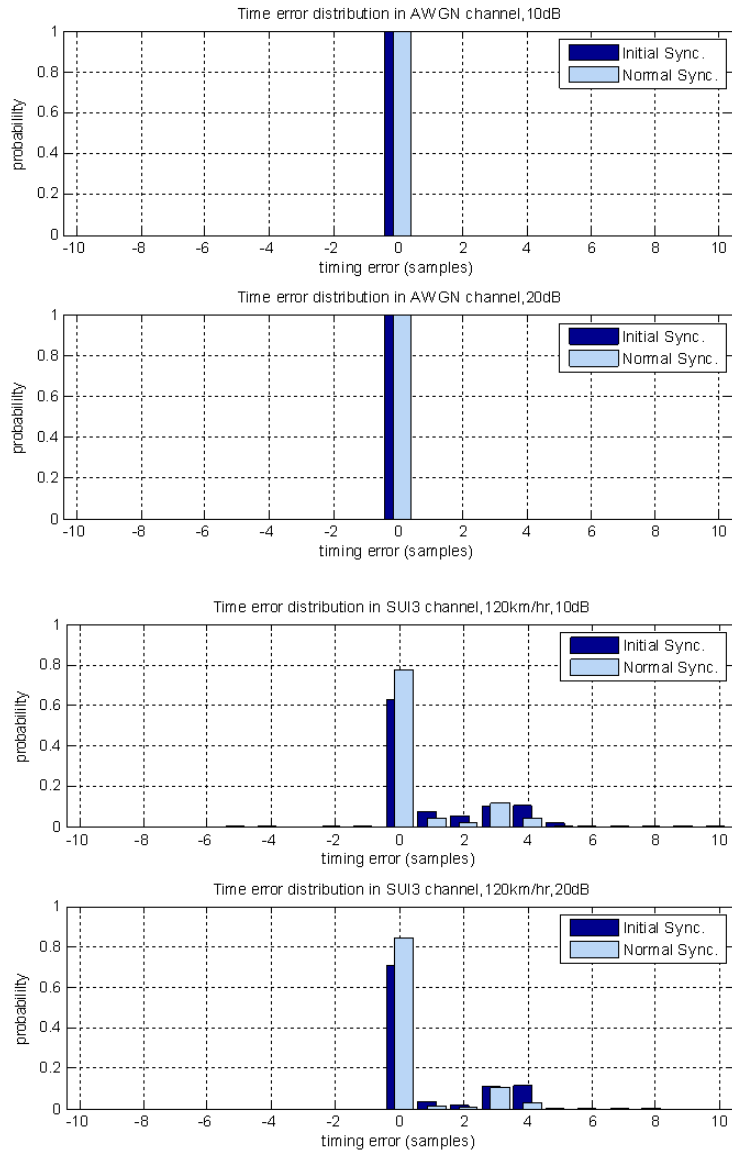 Time error distribution in AWGN channel,10dB
Initial Sync.
Normal Sync.
probability
1
0.8
0.6
0.4
0.2
0
-10 -8 -6 -4 -2 0 2 4 6 8 10
timing error (samples)
Time error distribution in AWGN channel,20dB
Initial Sync.
Normal Sync.
probability
1
0.8
0.6
0.4
0.2
0
-10 -8 -6 -4 -2 0 2 4 6 8 10
timing error (samples)
Time error distribution in SUI3 channel,120km/hr,10dB
Initial Sync.
Normal Sync.
probability
1
0.8
0.6
0.4
0.2
0
-10 -8 -6 -4 -2 0 2 4 6 8 10
timing error (samples)
Time error distribution in SUI3 channel,120km/hr,20dB
Initial Sync.
Normal Sync.
probability
1
0.8
0.6
0.4
0.2
0
-10 -8 -6 -4 -2 0 2 4 6 8 10
timing error (samples)